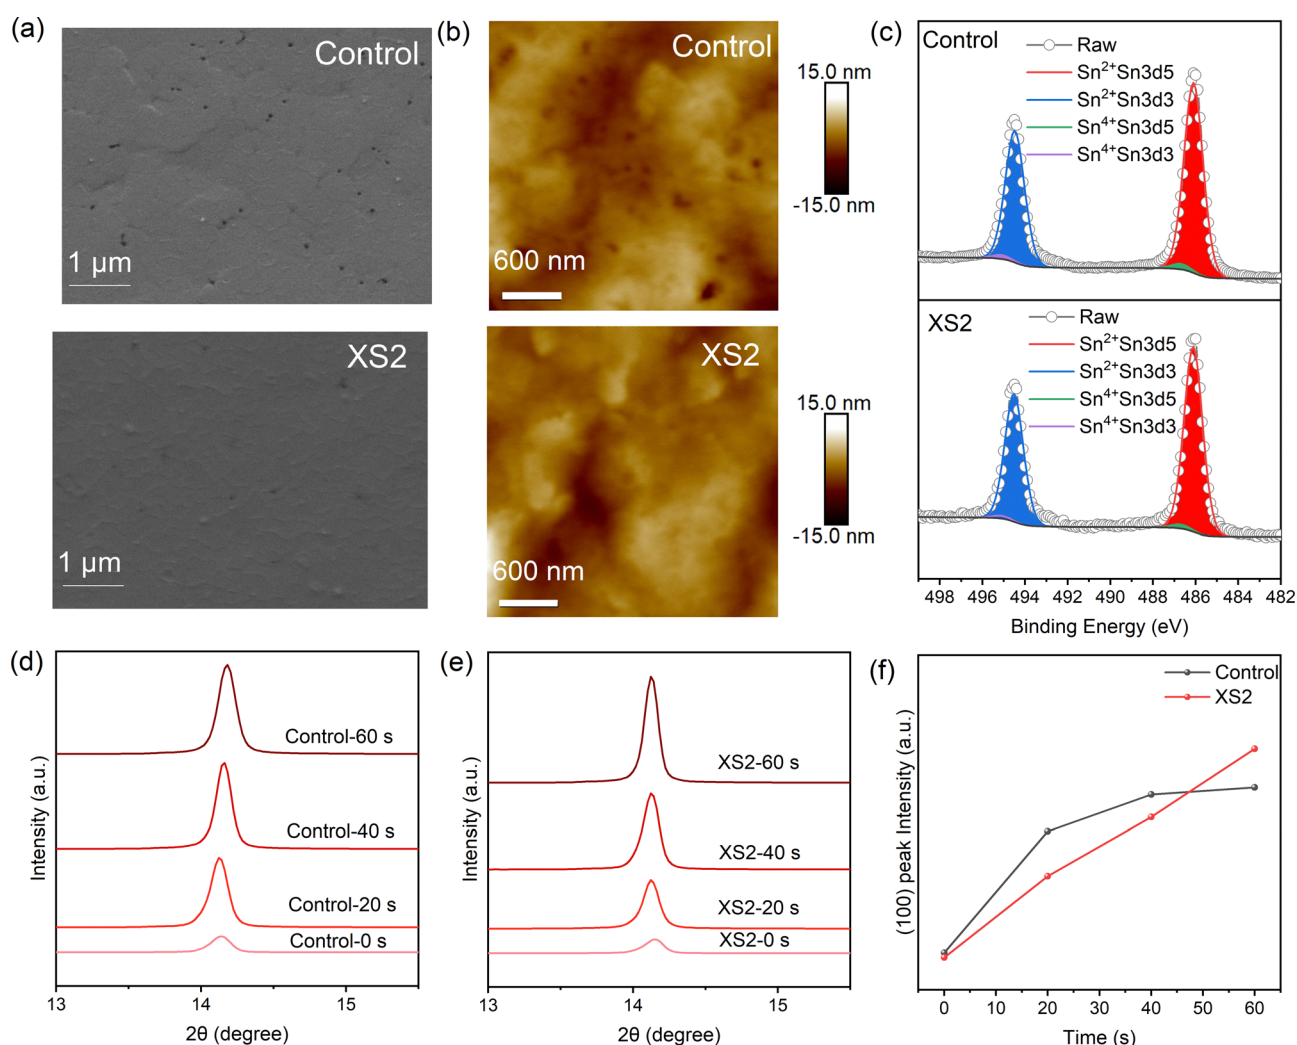 (a)
Control
1 μm
XS2
1 μm
(b)
Control
600 nm
15.0 nm
-15.0 nm
XS2
600 nm
15.0 nm
-15.0 nm
(c)
Control
Raw
Sn²⁺Sn3d5
Sn²⁺Sn3d3
Sn⁴⁺Sn3d5
Sn⁴⁺Sn3d3
XS2
Raw
Sn²⁺Sn3d5
Sn²⁺Sn3d3
Sn⁴⁺Sn3d5
Sn⁴⁺Sn3d3
498 496 494 492 490 488 486 484 482
Binding Energy (eV)
(d)
Intensity (a.u.)
Control-60 s
Control-40 s
Control-20 s
Control-0 s
13 14 15
2θ (degree)
(e)
Intensity (a.u.)
XS2-60 s
XS2-40 s
XS2-20 s
XS2-0 s
13 14 15
2θ (degree)
(f)
(100) peak Intensity (a.u.)
Control
XS2
0 10 20 30 40 50 60
Time (s)